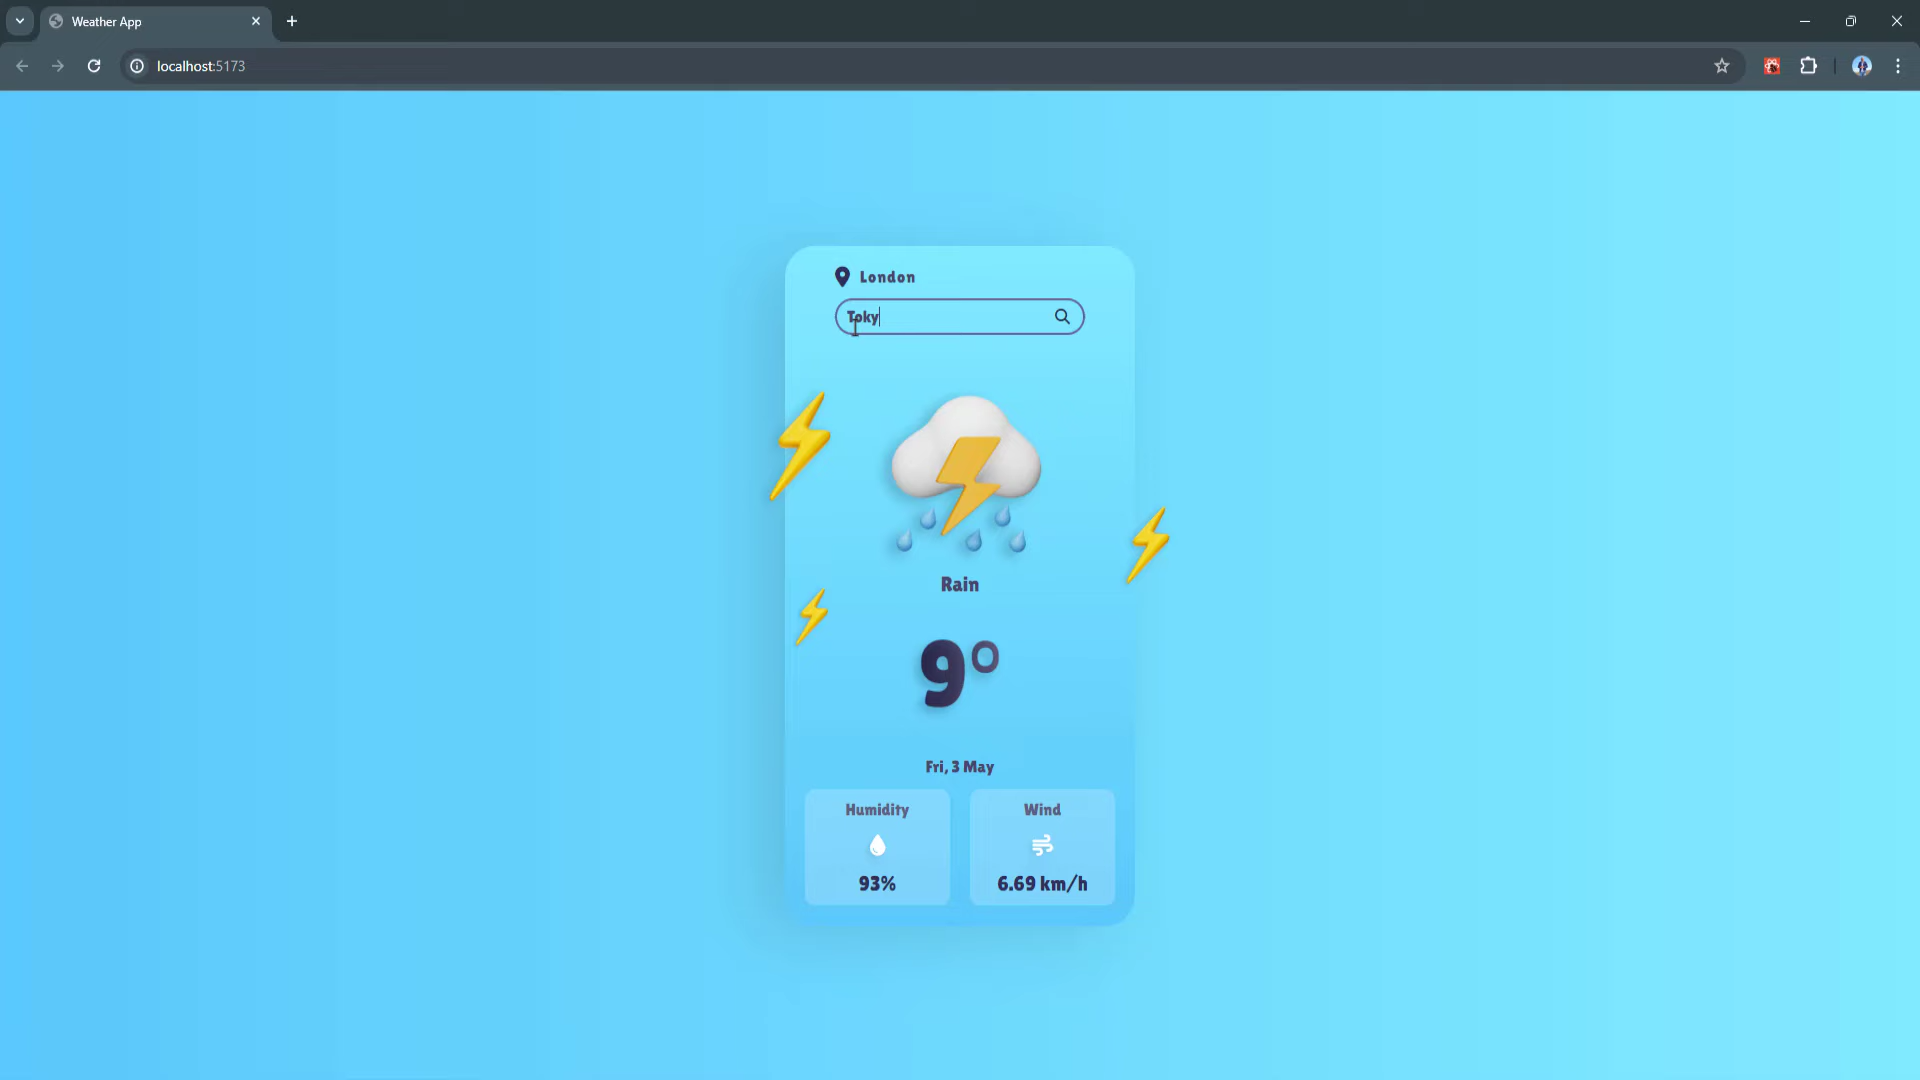 Weather App
localhost:5173
London
Toky
Rain
9°
Fri, 3 May
Humidity
Wind
93%
6.69 km/h